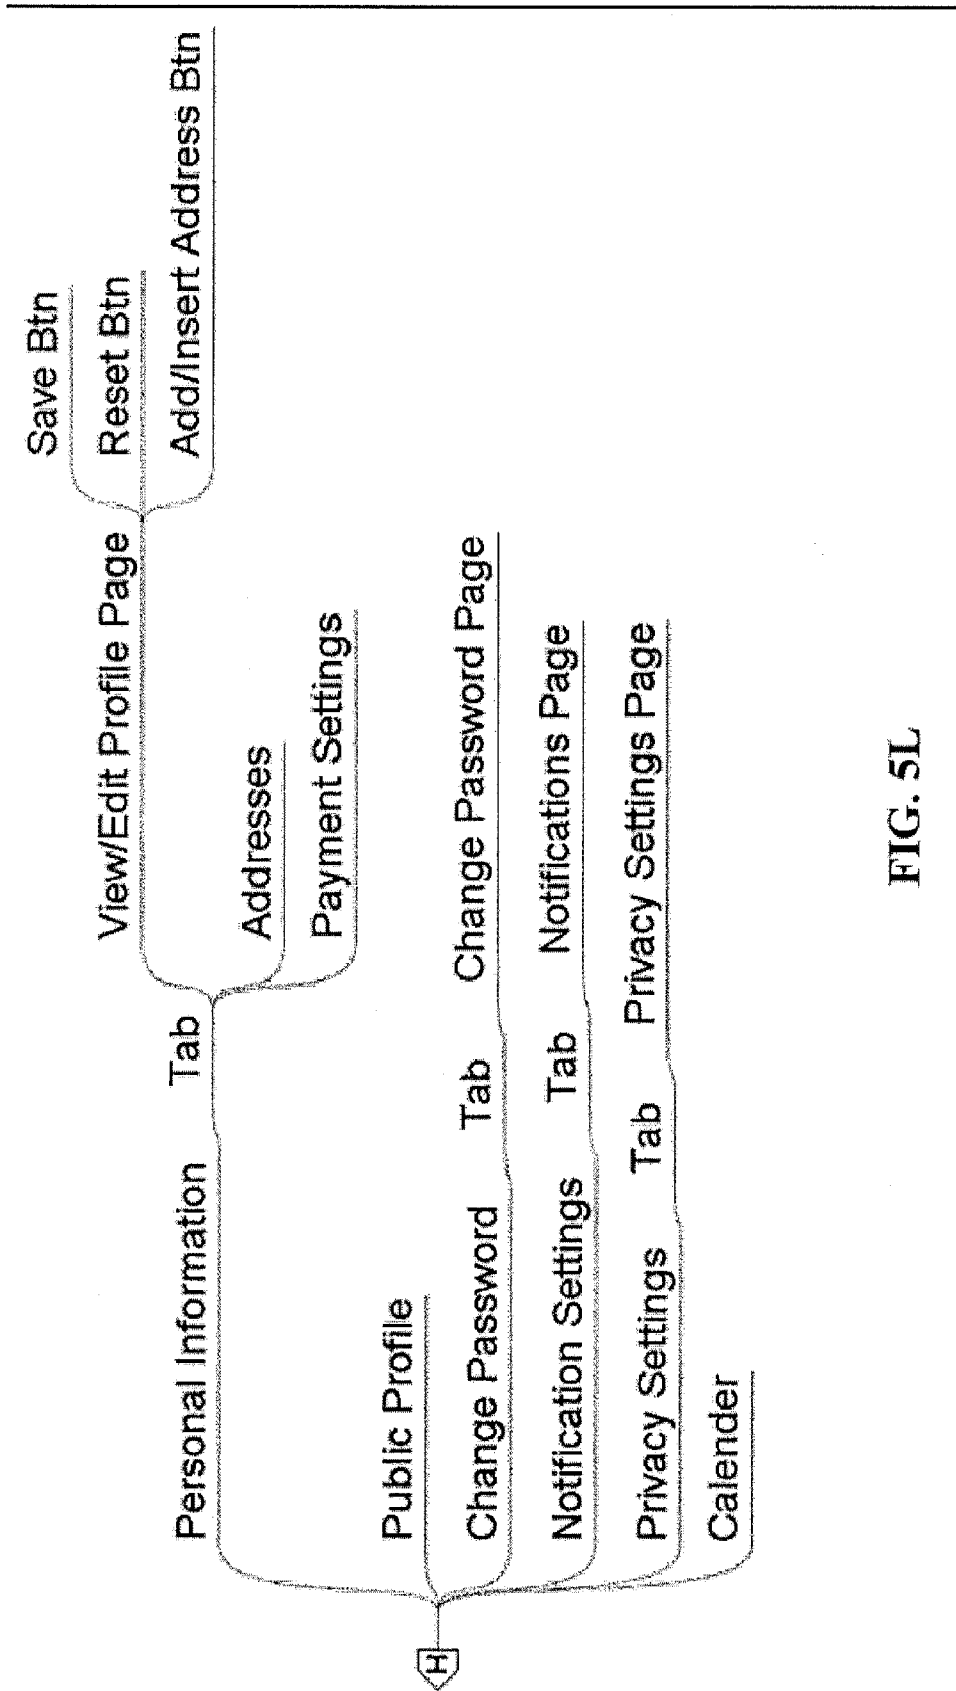 H
Personal Information
Tab
View/Edit Profile Page
Save Btn
Reset Btn
Add/Insert Address Btn
Addresses
Payment Settings
Public Profile
Change Password
Tab
Change Password Page
Notification Settings
Tab
Notifications Page
Privacy Settings
Tab
Privacy Settings Page
Calender
FIG. 5L